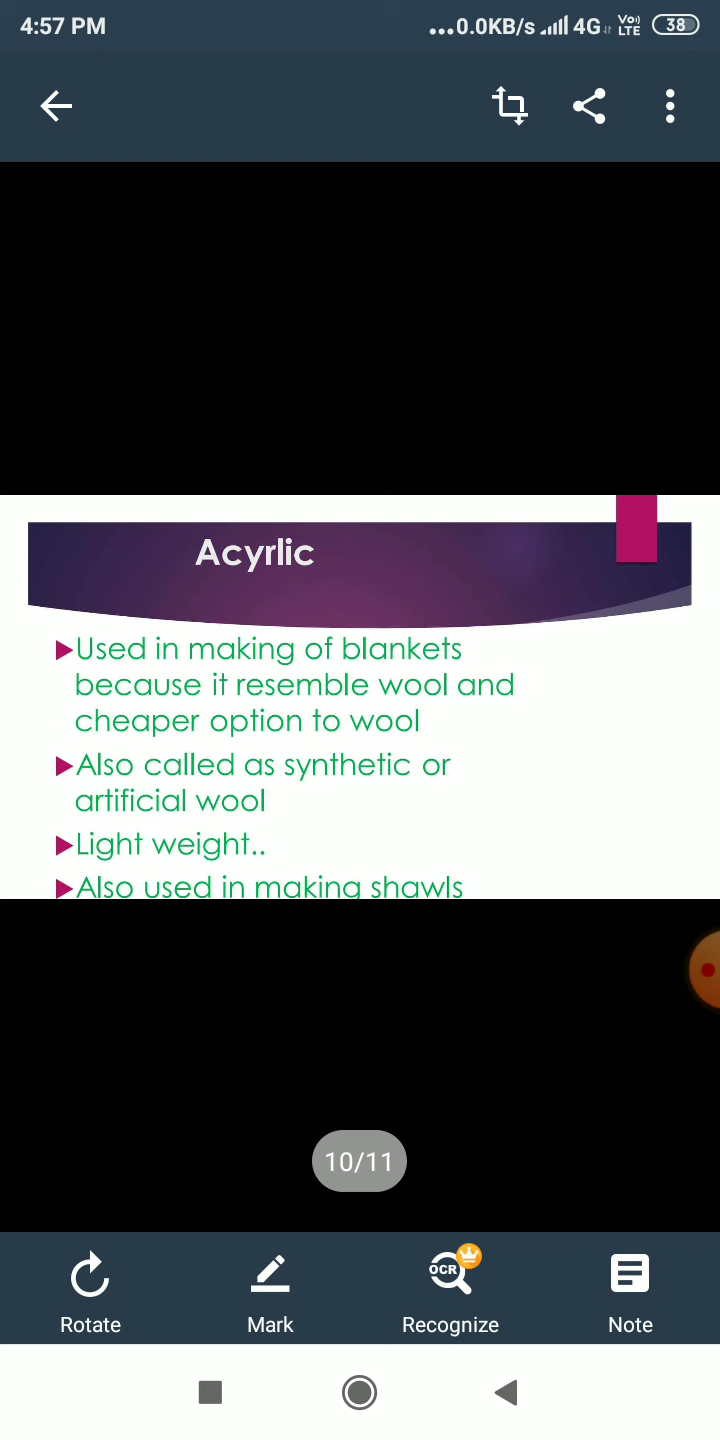 4:57 PM ...0.0KB/s 4G Vo) LTE 38
Acyrlic
Used in making of blankets
because it resemble wool and
cheaper option to wool
Also called as synthetic or
artificial wool
Light weight..
Also used in making shawls
10/11
OCR
Rotate Mark Recognize Note